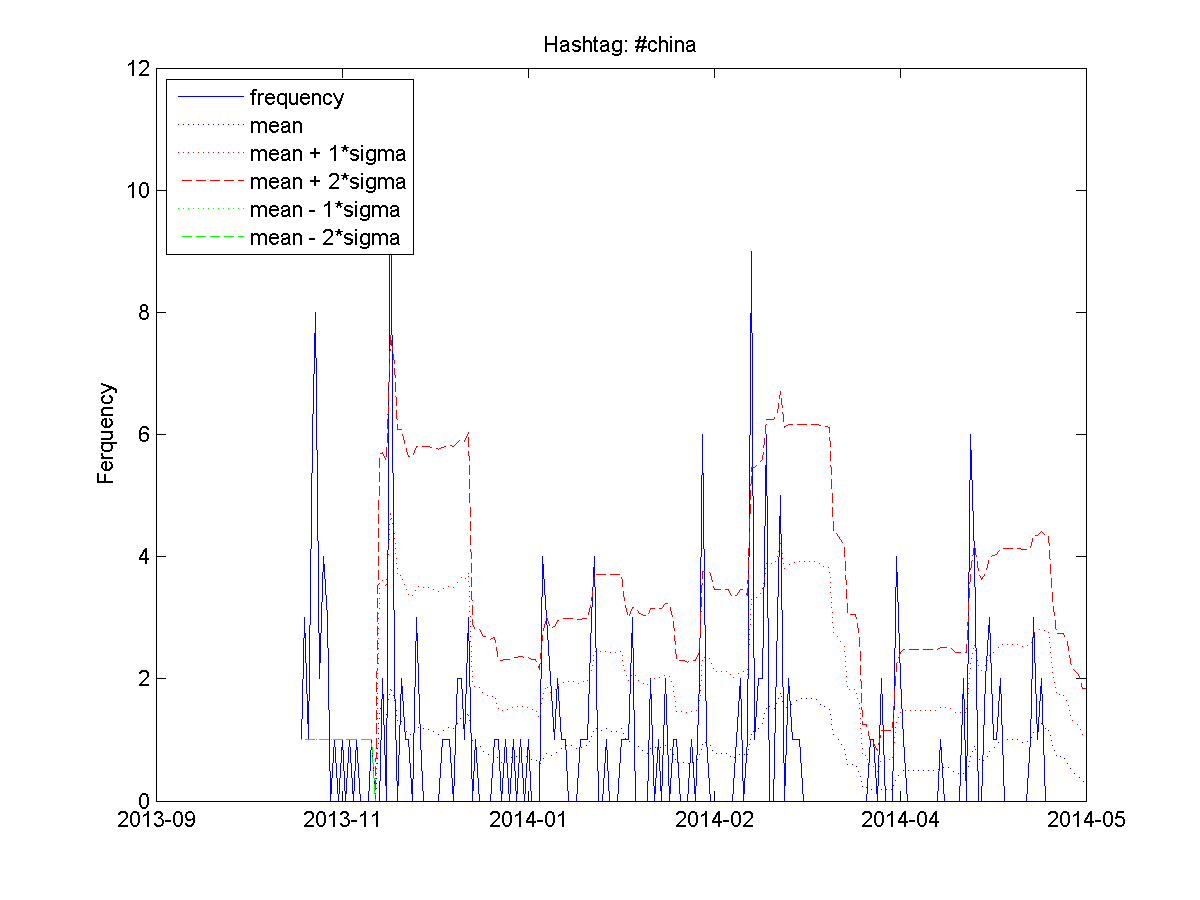 Hashtag: #china
12
10
8
6
4
2
0
Ferquency
frequency
mean
mean + 1*sigma
mean + 2*sigma
mean - 1*sigma
mean - 2*sigma
2013-09 2013-11 2014-01 2014-02 2014-04 2014-05